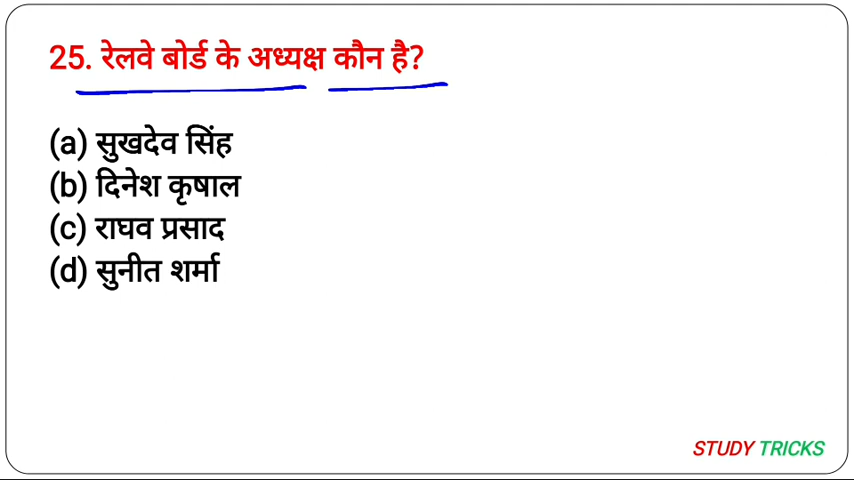 25. रेलवे बोर्ड के अध्यक्ष कौन है?
(a) सुखदेव सिंह
(b) दिनेश कृषाल
(c) राघव प्रसाद
(d) सुनीत शर्मा
STUDY TRICKS